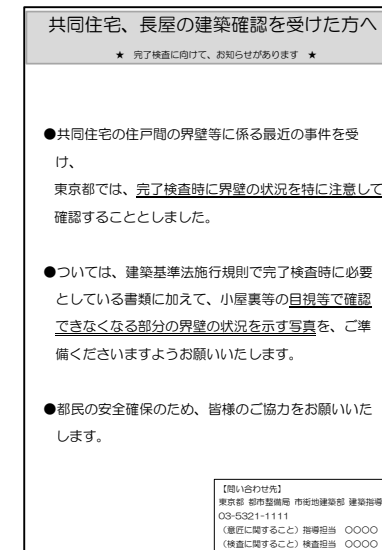 共同住宅、長屋の建築確認を受けた方へ
★ 完了検査に向けて、お知らせがあります ★
●共同住宅の住戸間の界壁等に係る最近の事件を受
け、
東京都では、完了検査時に界壁の状況を特に注意して
確認することとしました。
●ついては、建築基準法施行規則で完了検査時に必要
としている書類に加えて、小屋裏等の目視等で確認
できなくなる部分の界壁の状況を示す写真を、ご準
備くださいますようお願いいたします。
●都民の安全確保のため、皆様のご協力をお願いいた
します。
【問い合わせ先】
東京都 都市整備局 市街地建築部 建築指導
03-5321-1111
（意匠に関すること）指導担当 〇〇〇〇
（検査に関すること）検査担当 〇〇〇〇